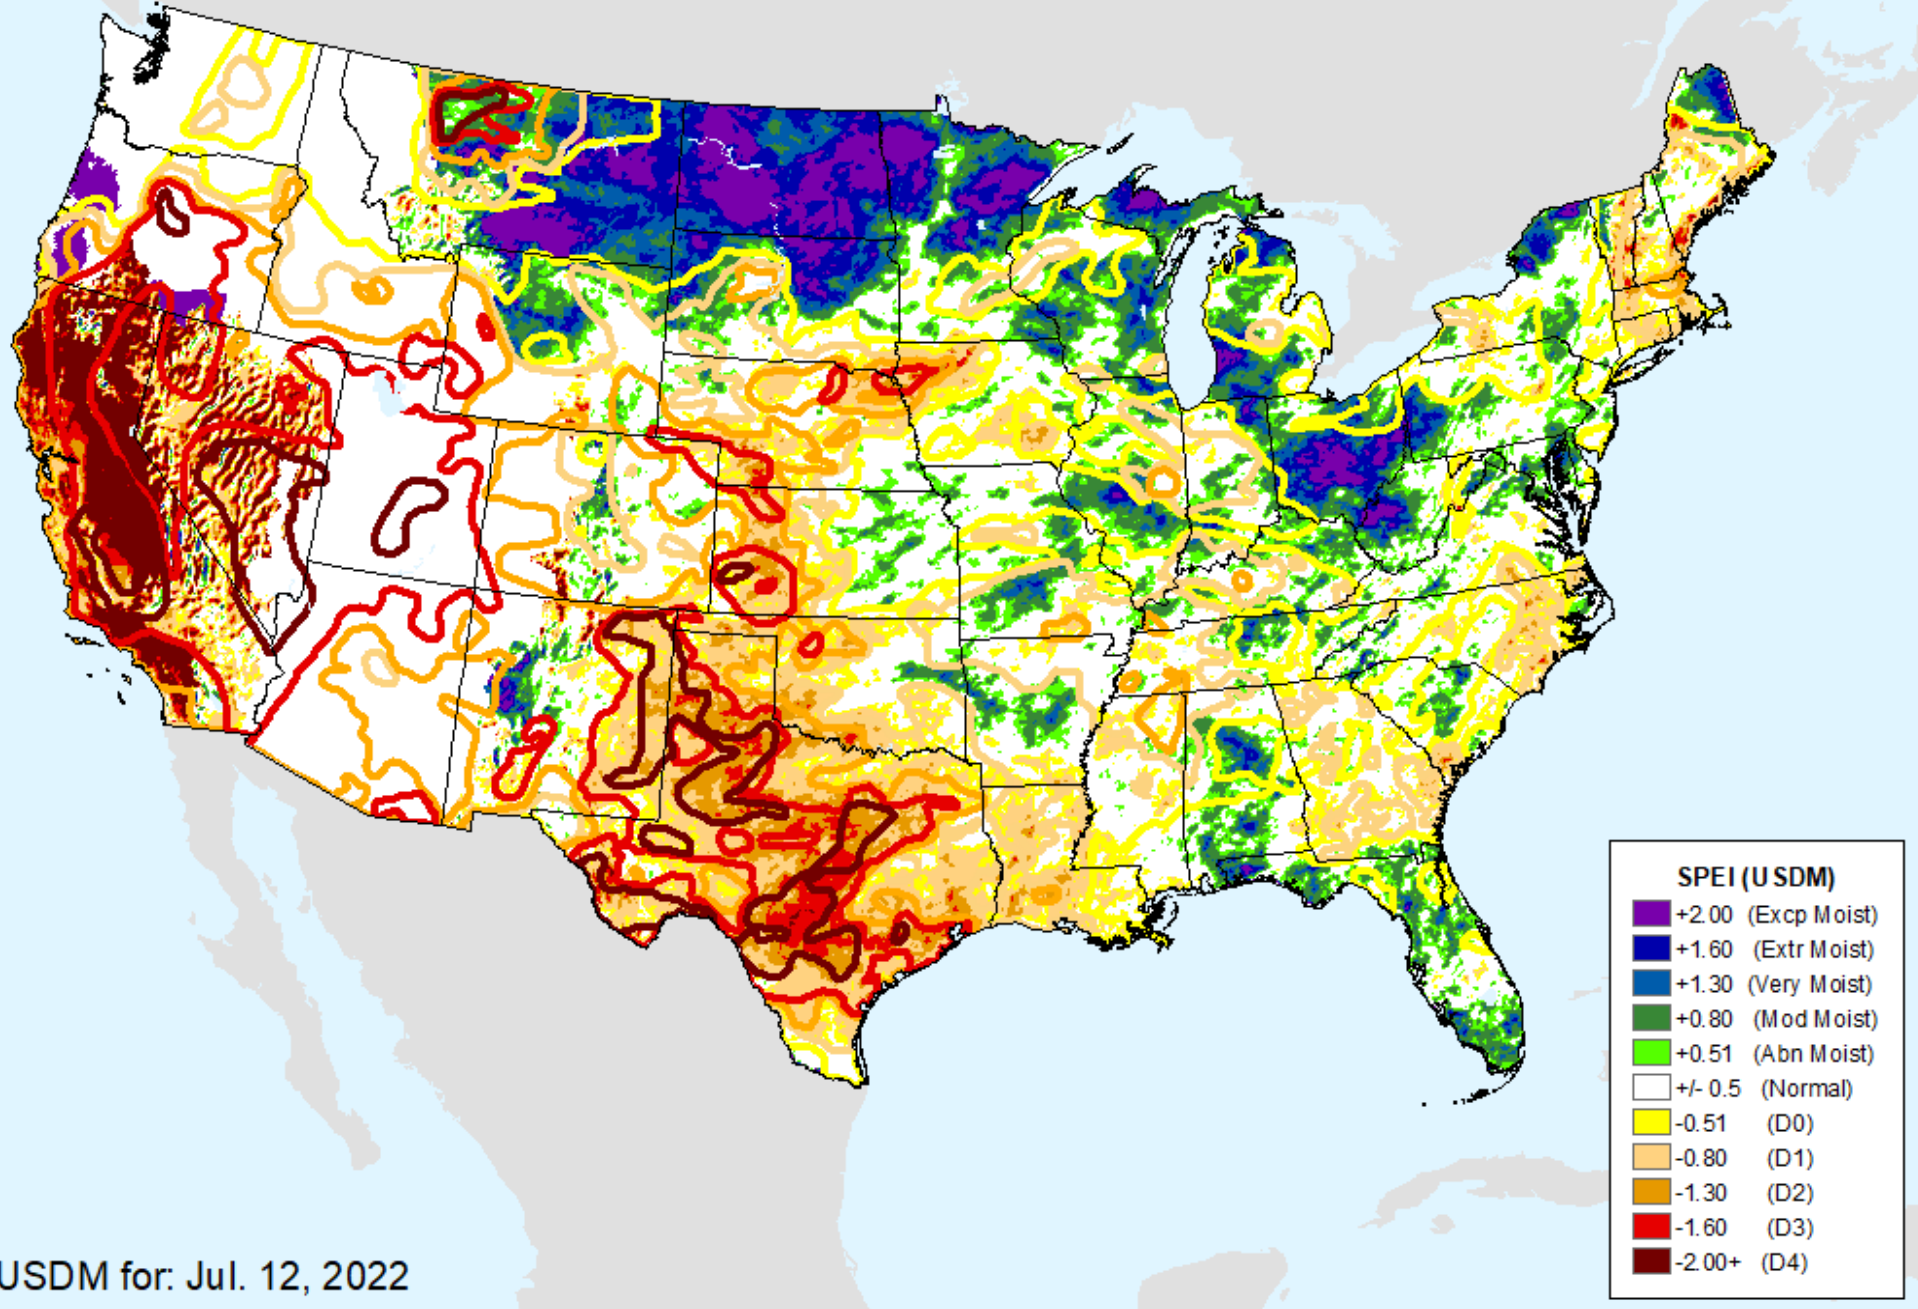 SPEI (USDM)
+2.00 (Excp Moist)
+1.60 (Extr Moist)
+1.30 (Very Moist)
+0.80 (Mod Moist)
+0.51 (Abn Moist)
+/- 0.5 (Normal)
-0.51 (D0)
-0.80 (D1)
-1.30 (D2)
-1.60 (D3)
-2.00+ (D4)
USDM for: Jul. 12, 2022